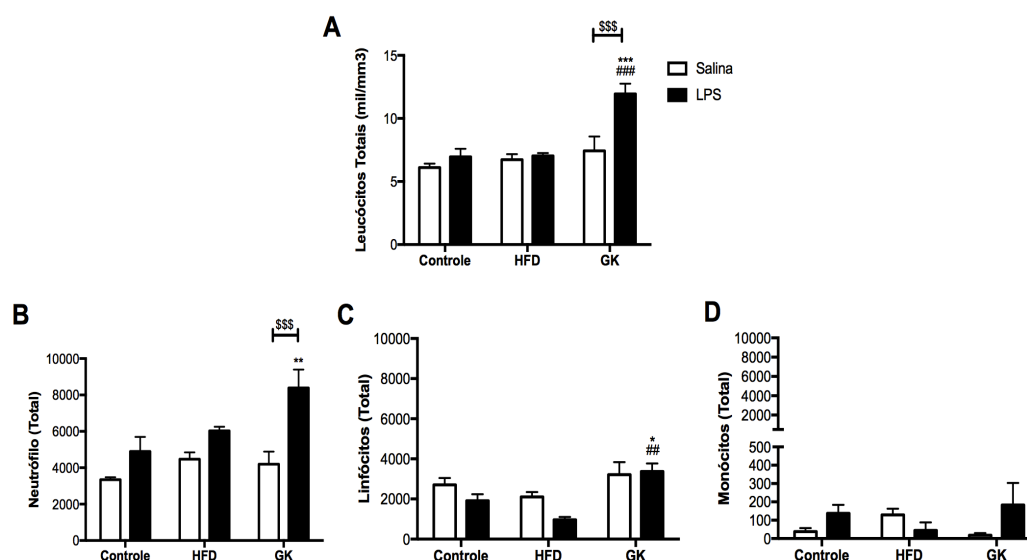 A
$$$
***
###
Leucócitos Totais (mil/mm3)
15
10
5
0
Controle HFD GK
Salina
LPS
B
$$$
**
Neutrófilo (Total)
10000
8000
6000
4000
2000
0
Controle HFD GK
C
*
##
Linfócitos (Total)
10000
8000
6000
4000
2000
0
Controle HFD GK
D
Monócitos (Total)
10000
8000
6000
4000
2000
500
400
300
200
100
0
Controle HFD GK